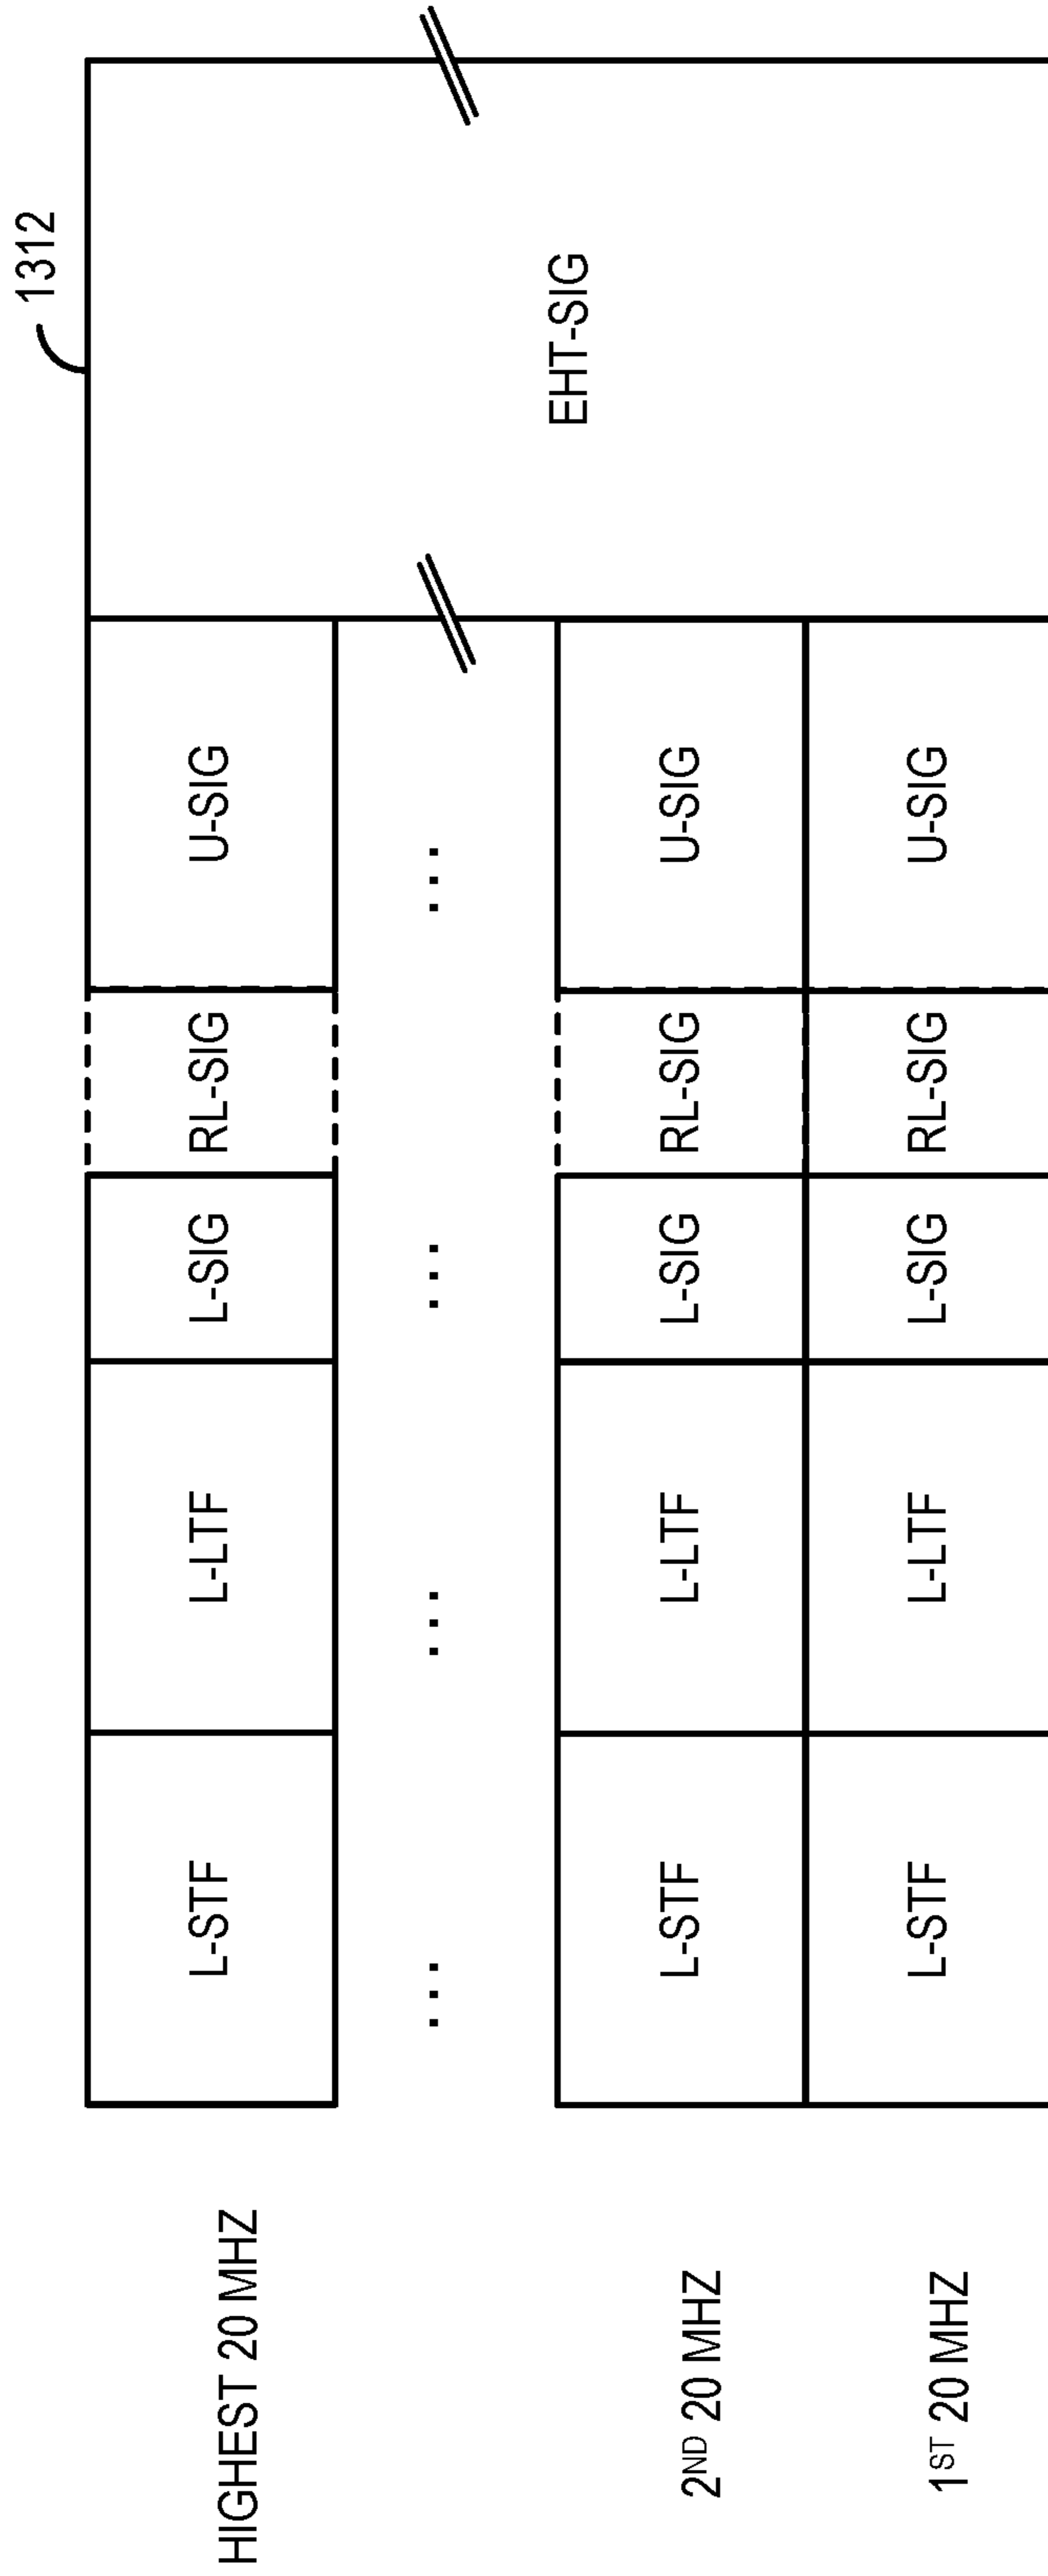 1312
HIGHEST 20 MHZ
L-STF
L-LTF
L-SIG
RL-SIG
U-SIG
EHT-SIG
...
...
...
...
2ND 20 MHZ
L-STF
L-LTF
L-SIG
RL-SIG
U-SIG
1ST 20 MHZ
L-STF
L-LTF
L-SIG
RL-SIG
U-SIG